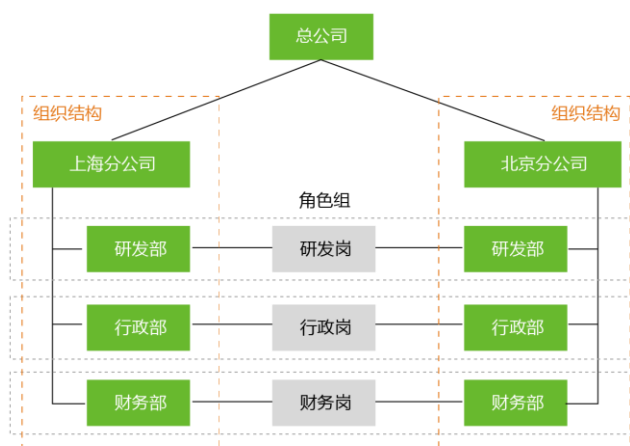 总公司
组织结构
组织结构
上海分公司
北京分公司
角色组
研发部
研发岗
研发部
行政部
行政岗
行政部
财务部
财务岗
财务部